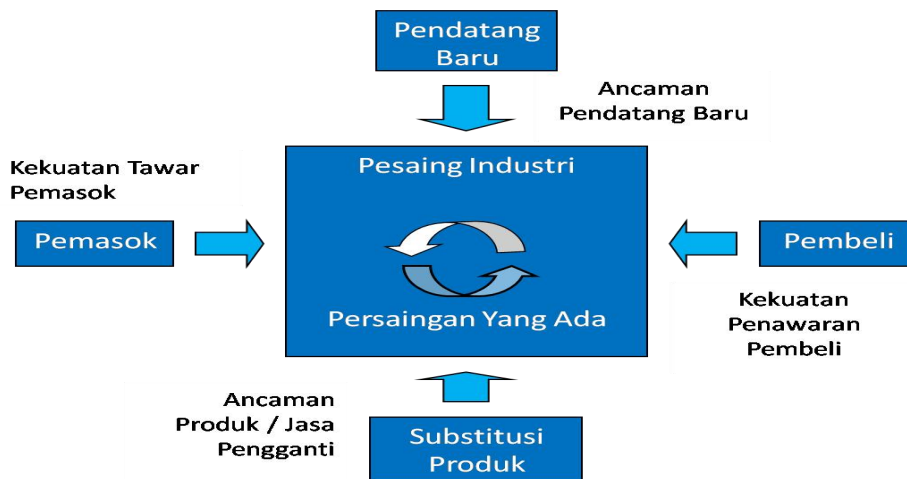 Pendatang
Baru
Ancaman
Pendatang Baru
Pesaing Industri
Kekuatan Tawar
Pemasok
Pemasok
Pembeli
Persaingan Yang Ada
Kekuatan
Penawaran
Pembeli
Ancaman
Produk / Jasa
Pengganti
Substitusi
Produk